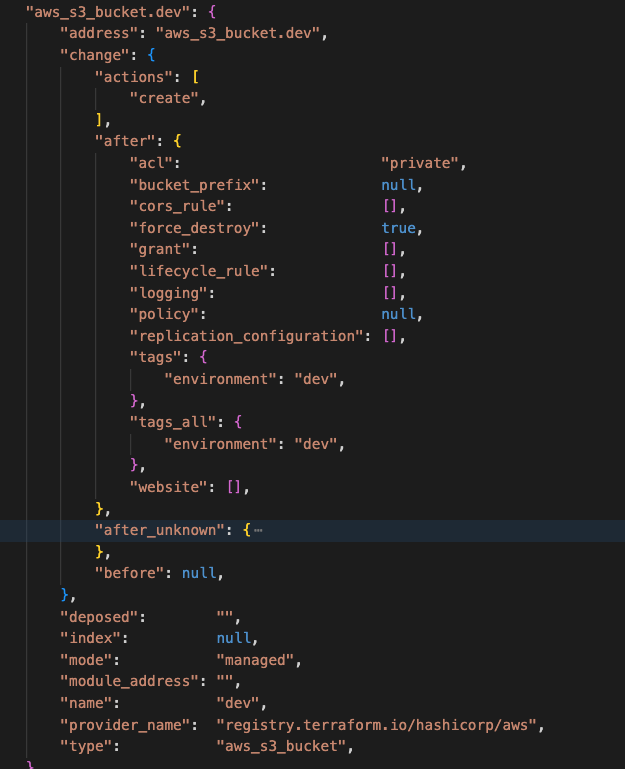 "aws_s3_bucket.dev": {
"address": "aws_s3_bucket.dev",
"change": {
"actions": [
"create",
],
"after": {
"acl": "private",
"bucket_prefix": null,
"cors_rule": [],
"force_destroy": true,
"grant": [],
"lifecycle_rule": [],
"logging": [],
"policy": null,
"replication_configuration": [],
"tags": {
"environment": "dev",
},
"tags_all": {
"environment": "dev",
},
"website": [],
},
"after_unknown": {⋯
},
"before": null,
},
"deposed": "",
"index": null,
"mode": "managed",
"module_address": "",
"name": "dev",
"provider_name": "registry.terraform.io/hashicorp/aws",
"type": "aws_s3_bucket",
}